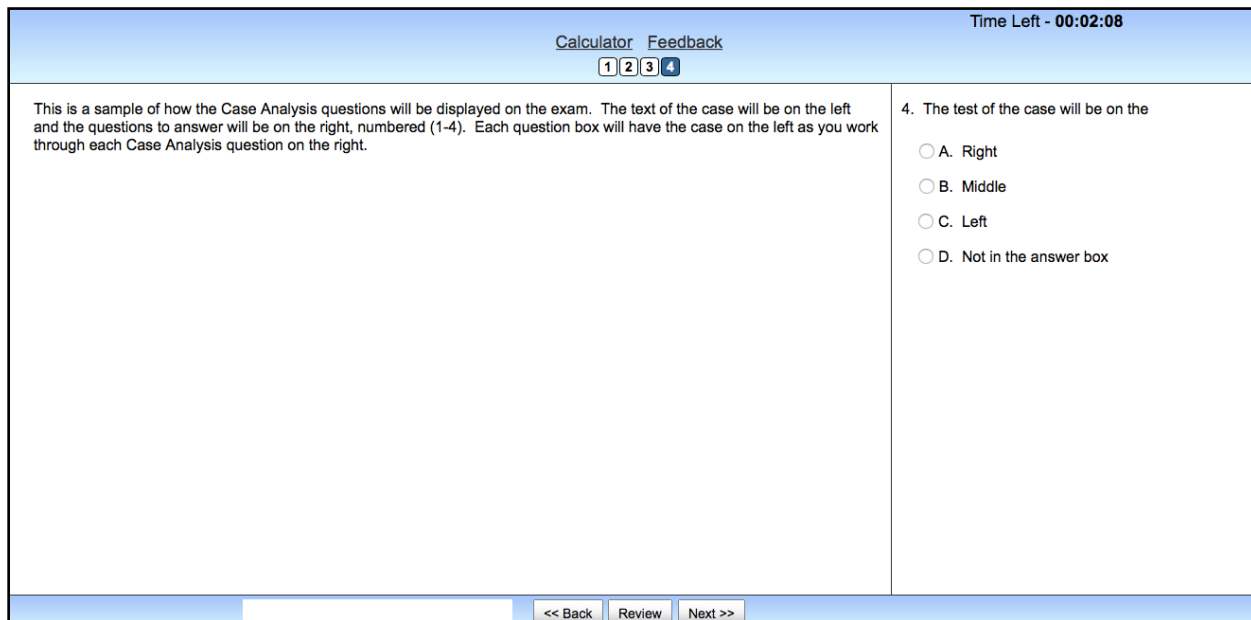 Time Left - 00:02:08
Calculator Feedback
1 2 3 4
This is a sample of how the Case Analysis questions will be displayed on the exam. The text of the case will be on the left
and the questions to answer will be on the right, numbered (1-4). Each question box will have the case on the left as you work
through each Case Analysis question on the right.
4. The test of the case will be on the
A. Right
B. Middle
C. Left
D. Not in the answer box
<< Back Review Next >>